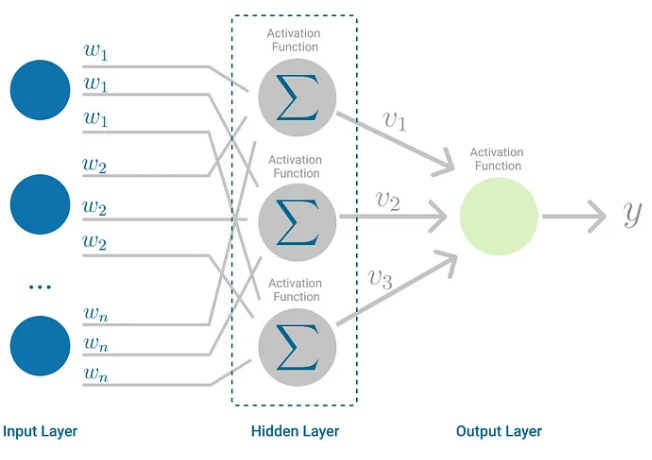 Activation
Function
w₁
w₁
w₁
Σ
v₁
w₂
w₂
w₂
Activation
Function
Σ
v₂
Activation
Function
y
...
Activation
Function
Σ
v₃
wₙ
wₙ
wₙ
Input Layer
Hidden Layer
Output Layer